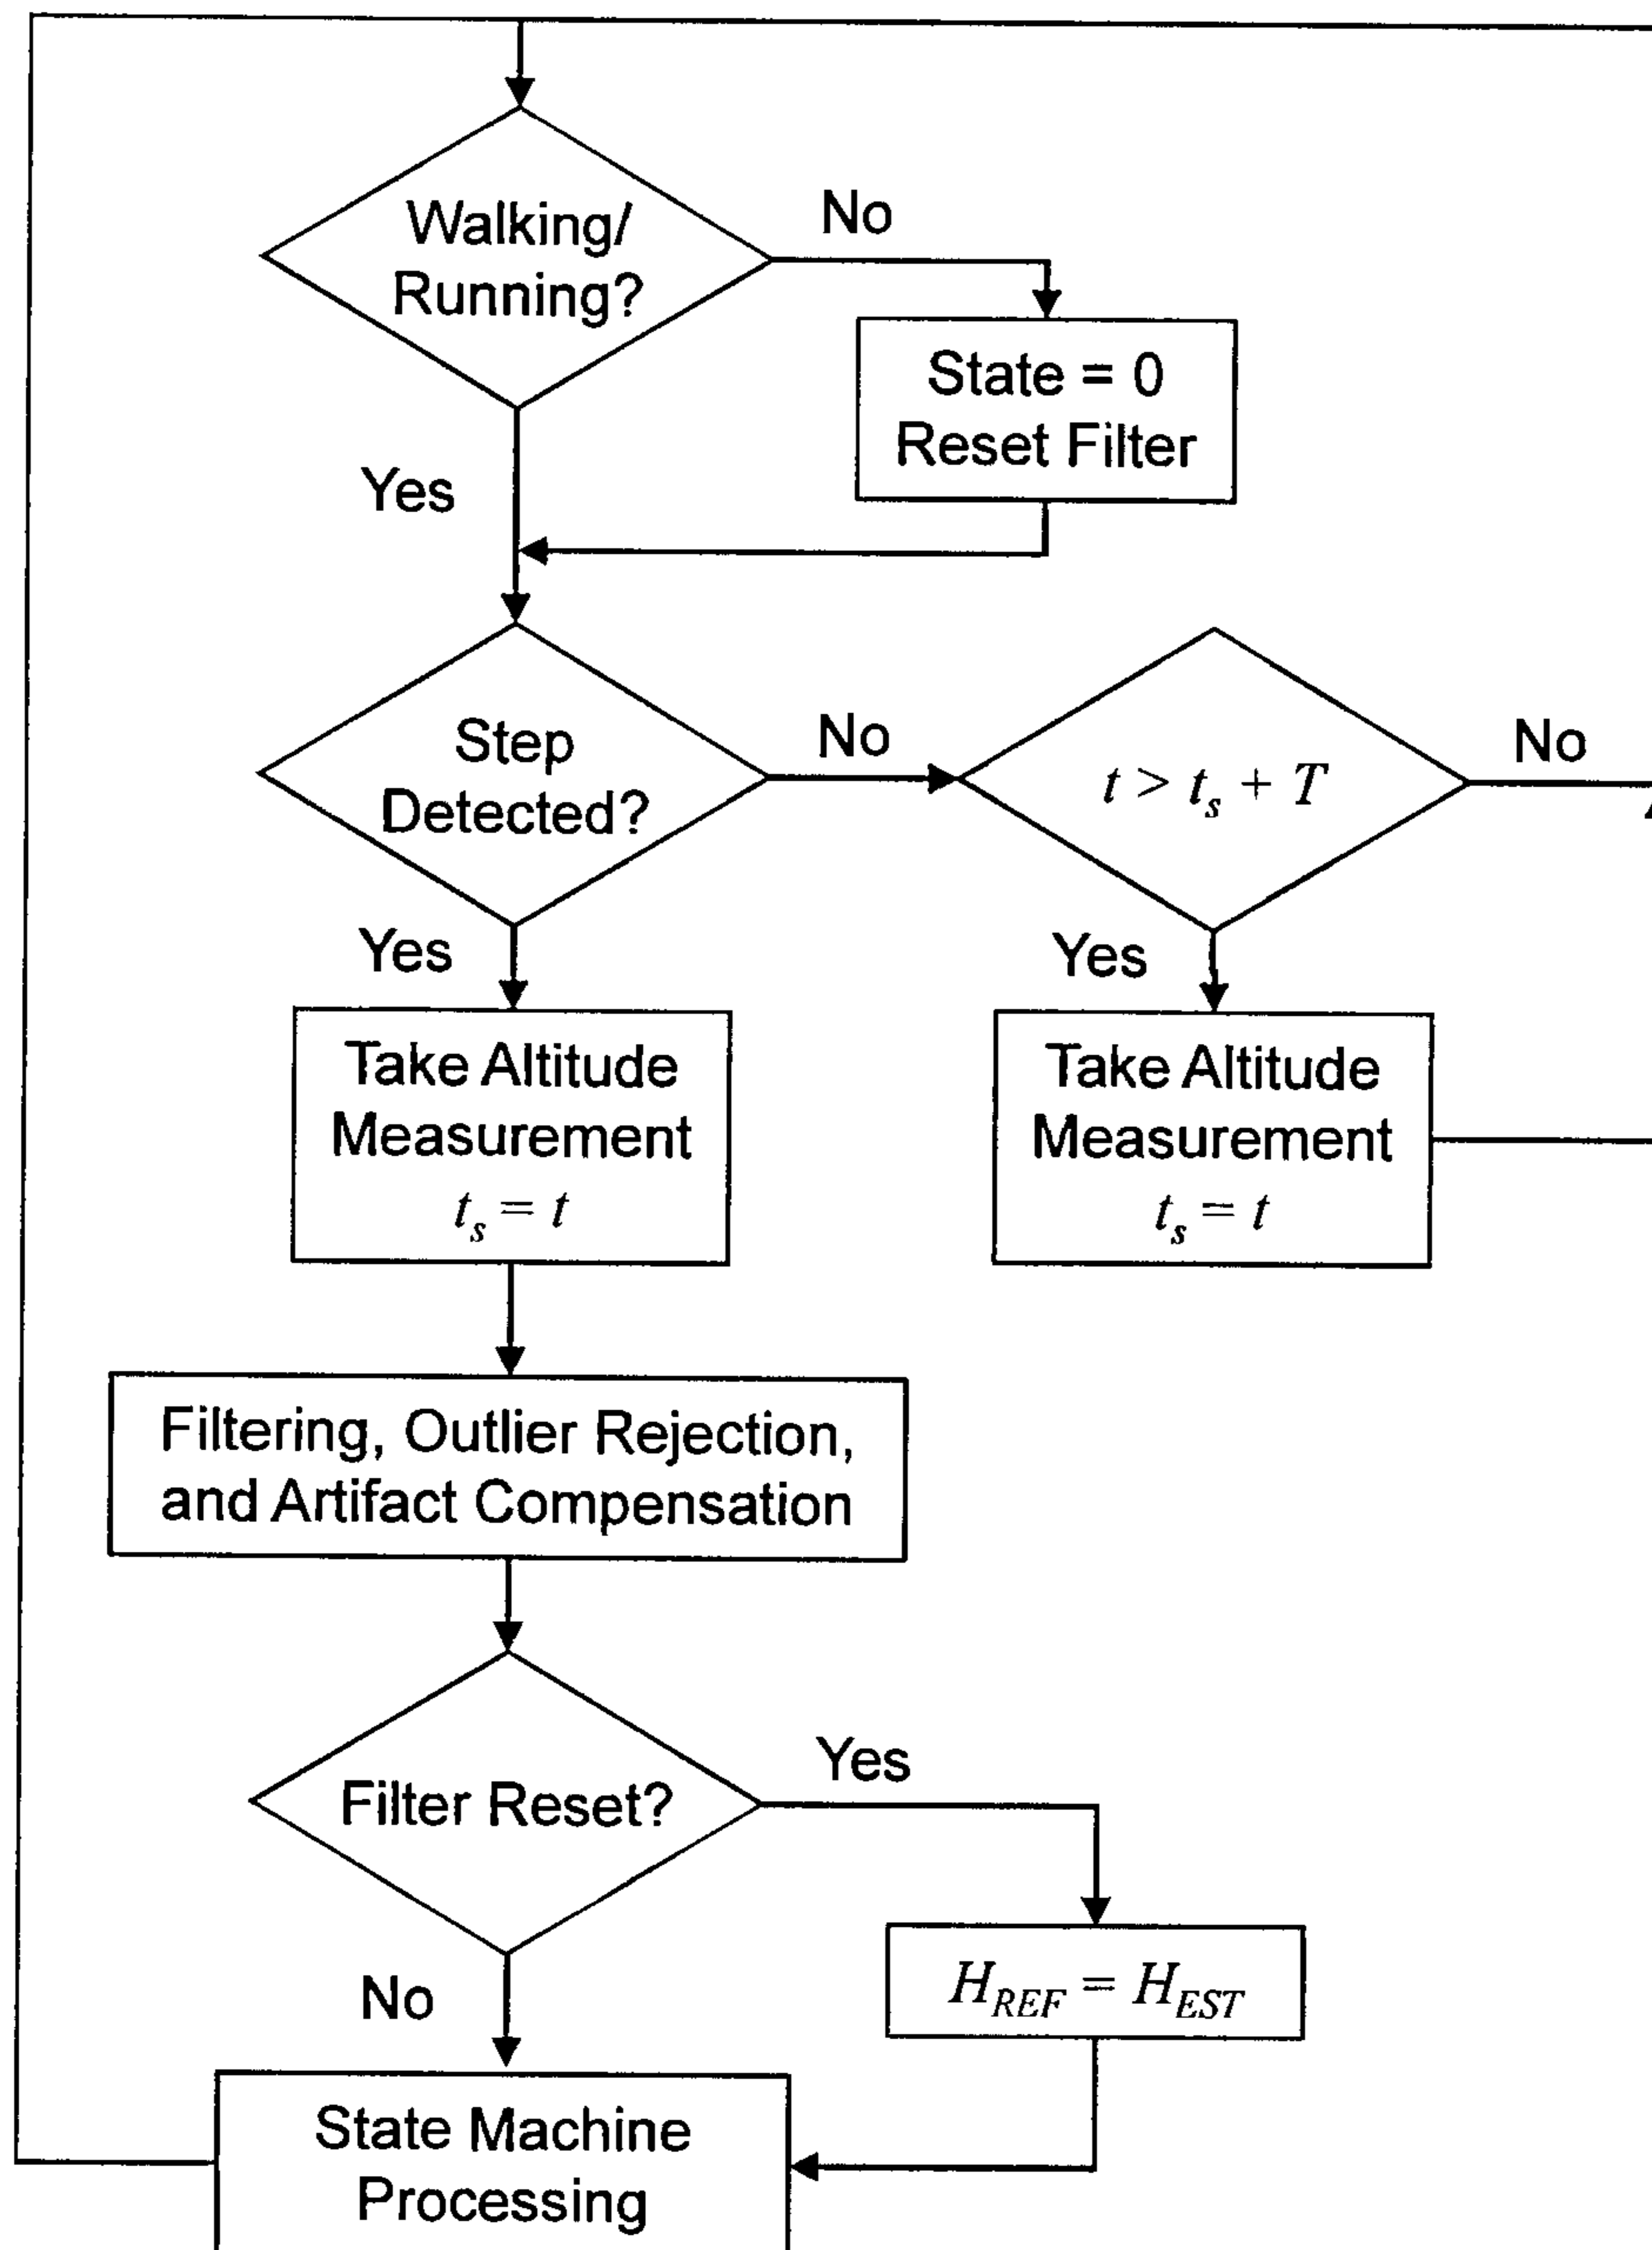 Walking/
Running?
No
State = 0
Reset Filter
Yes
Step
Detected?
No
t > t_s + T
No
Yes
Take Altitude
Measurement
t_s = t
Yes
Take Altitude
Measurement
t_s = t
Filtering, Outlier Rejection,
and Artifact Compensation
Filter Reset?
Yes
H_REF = H_EST
No
State Machine
Processing